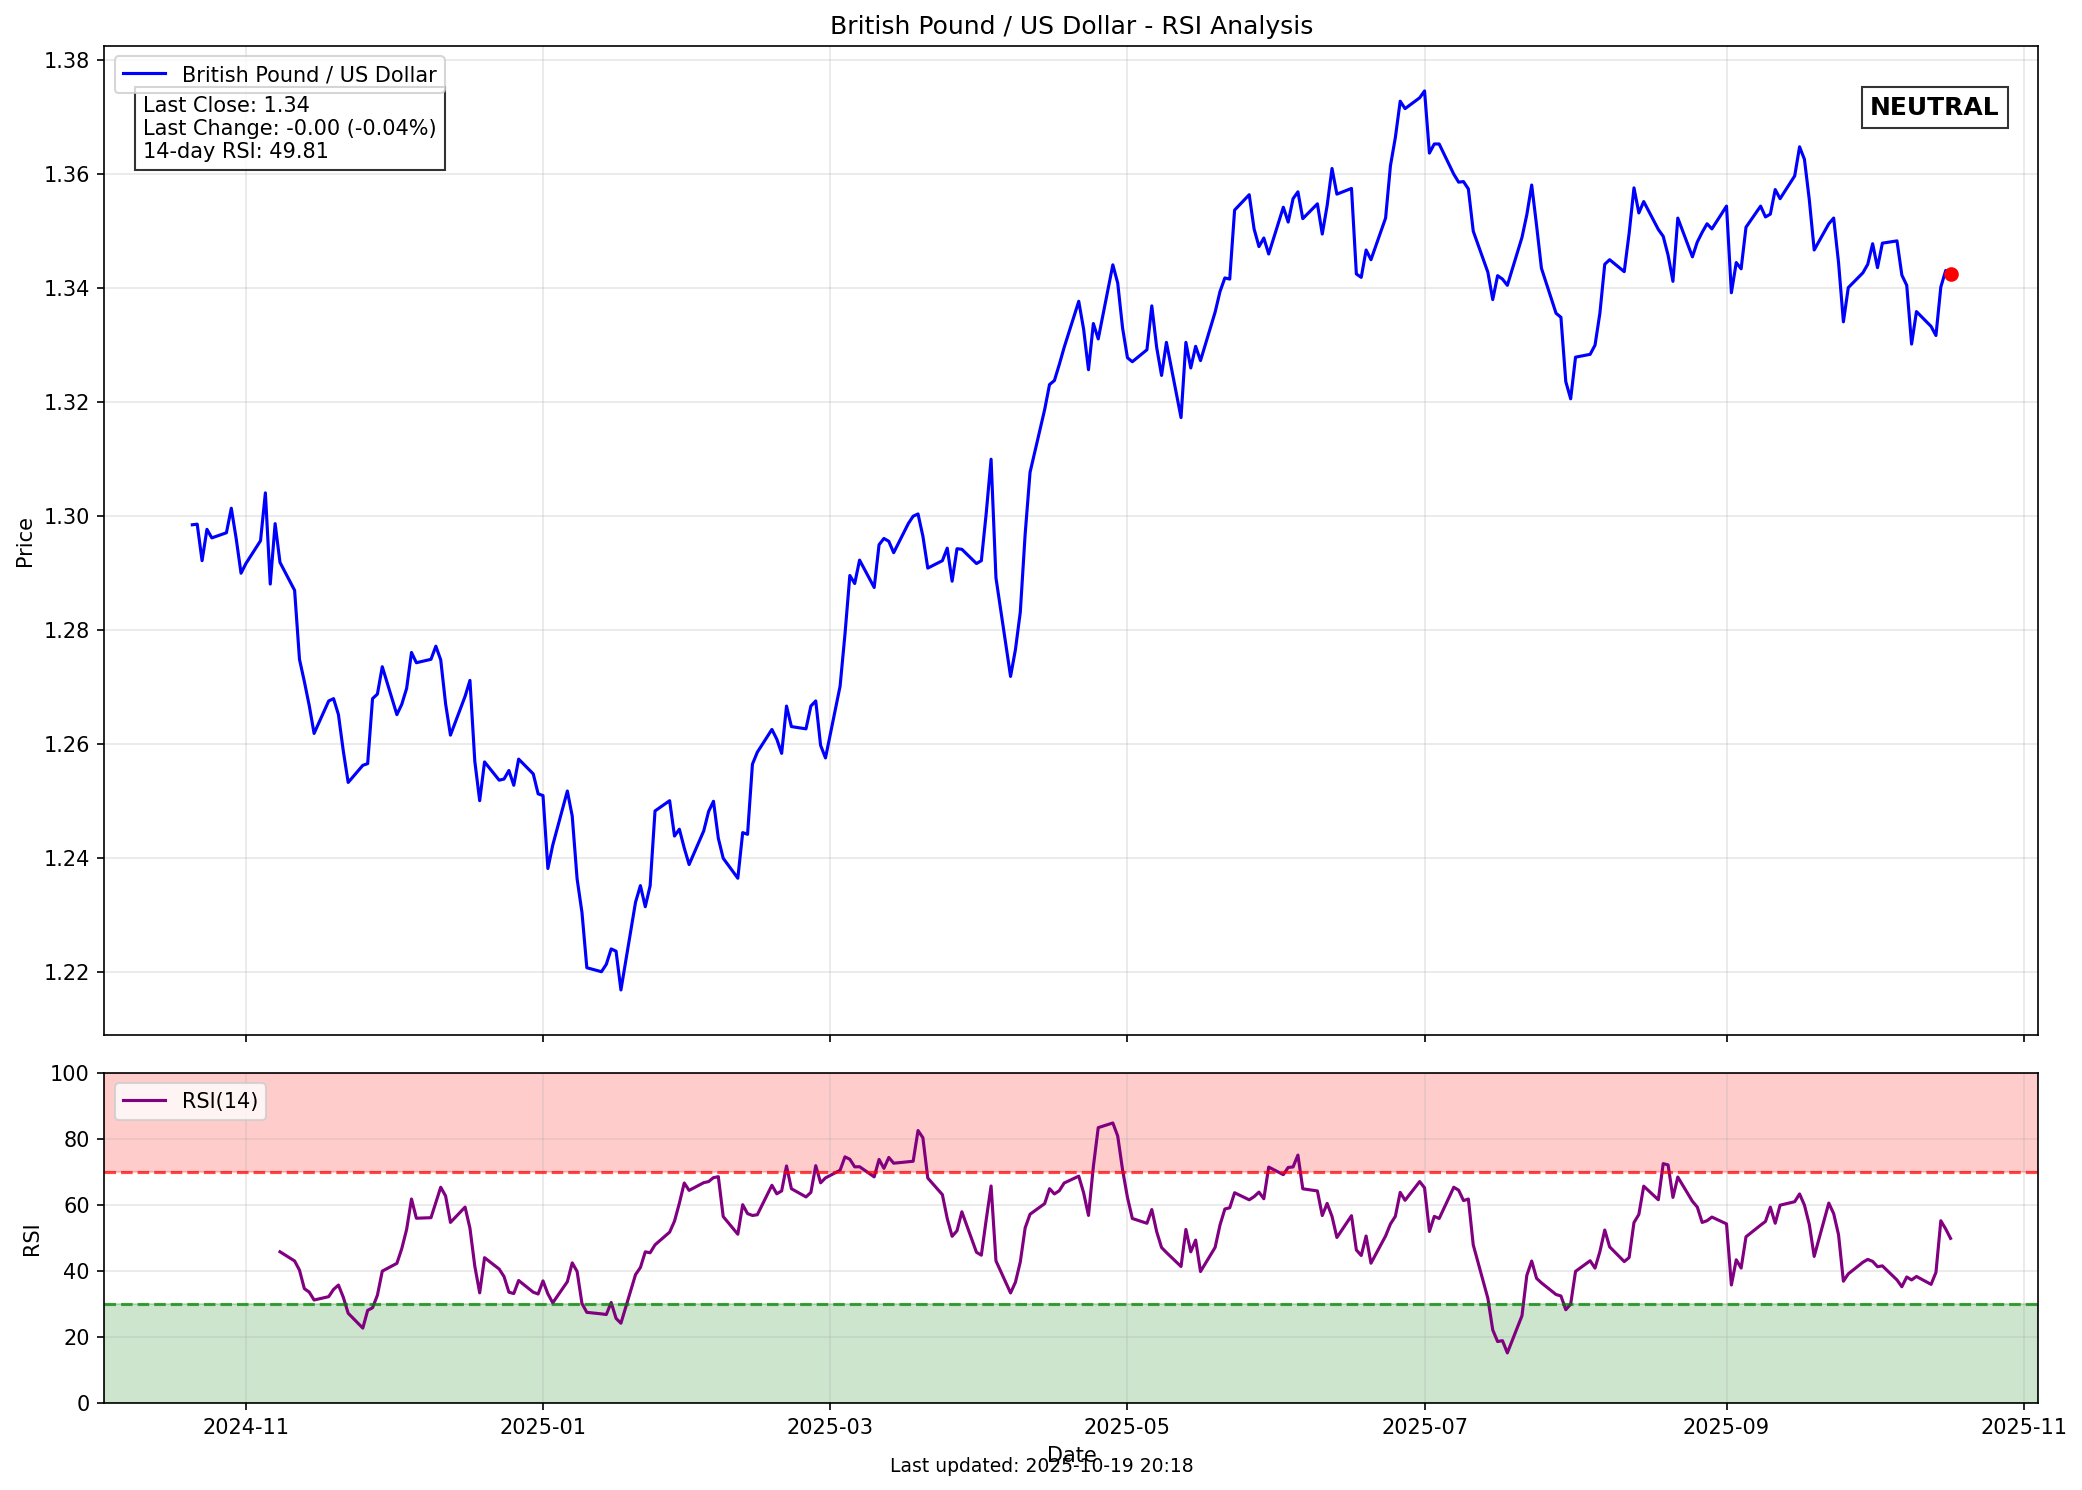 British Pound / US Dollar - RSI Analysis
British Pound / US Dollar
Last Close: 1.34
Last Change: -0.00 (-0.04%)
14-day RSI: 49.81
NEUTRAL
1.38
1.36
1.34
1.32
1.30
1.28
1.26
1.24
1.22
Price
RSI(14)
100
80
60
40
20
0
RSI
2024-11
2025-01
2025-03
2025-05
2025-07
2025-09
2025-11
Date
Last updated: 2025-10-19 20:18